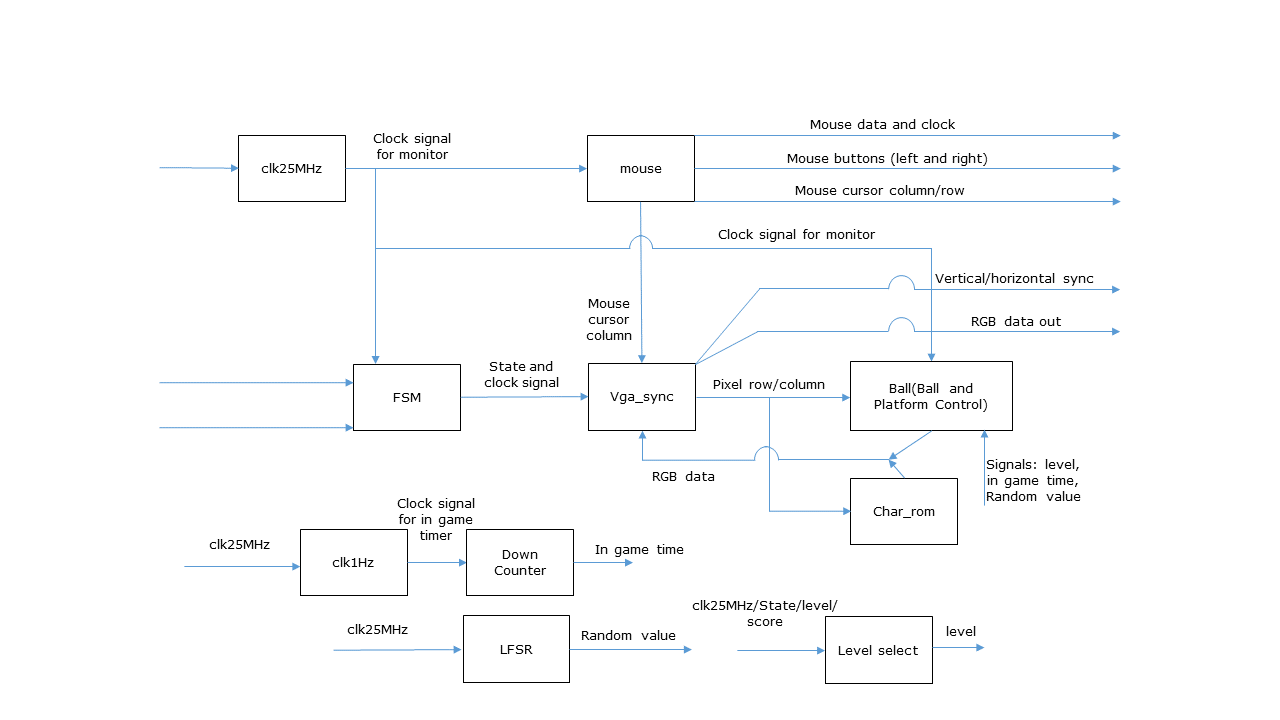 Mouse data and clock
Clock signal
for monitor
clk25MHz
mouse
Mouse buttons (left and right)
Mouse cursor column/row
Clock signal for monitor
Vertical/horizontal sync
Mouse
cursor
column
RGB data out
State and
clock signal
FSM
Vga_sync
Pixel row/column
Ball(Ball and
Platform Control)
RGB data
Signals: level,
in game time,
Random value
Char_rom
Clock signal
for in game
timer
clk25MHz
clk1Hz
Down
Counter
In game time
clk25MHz
LFSR
Random value
clk25MHz/State/level/
score
Level select
level